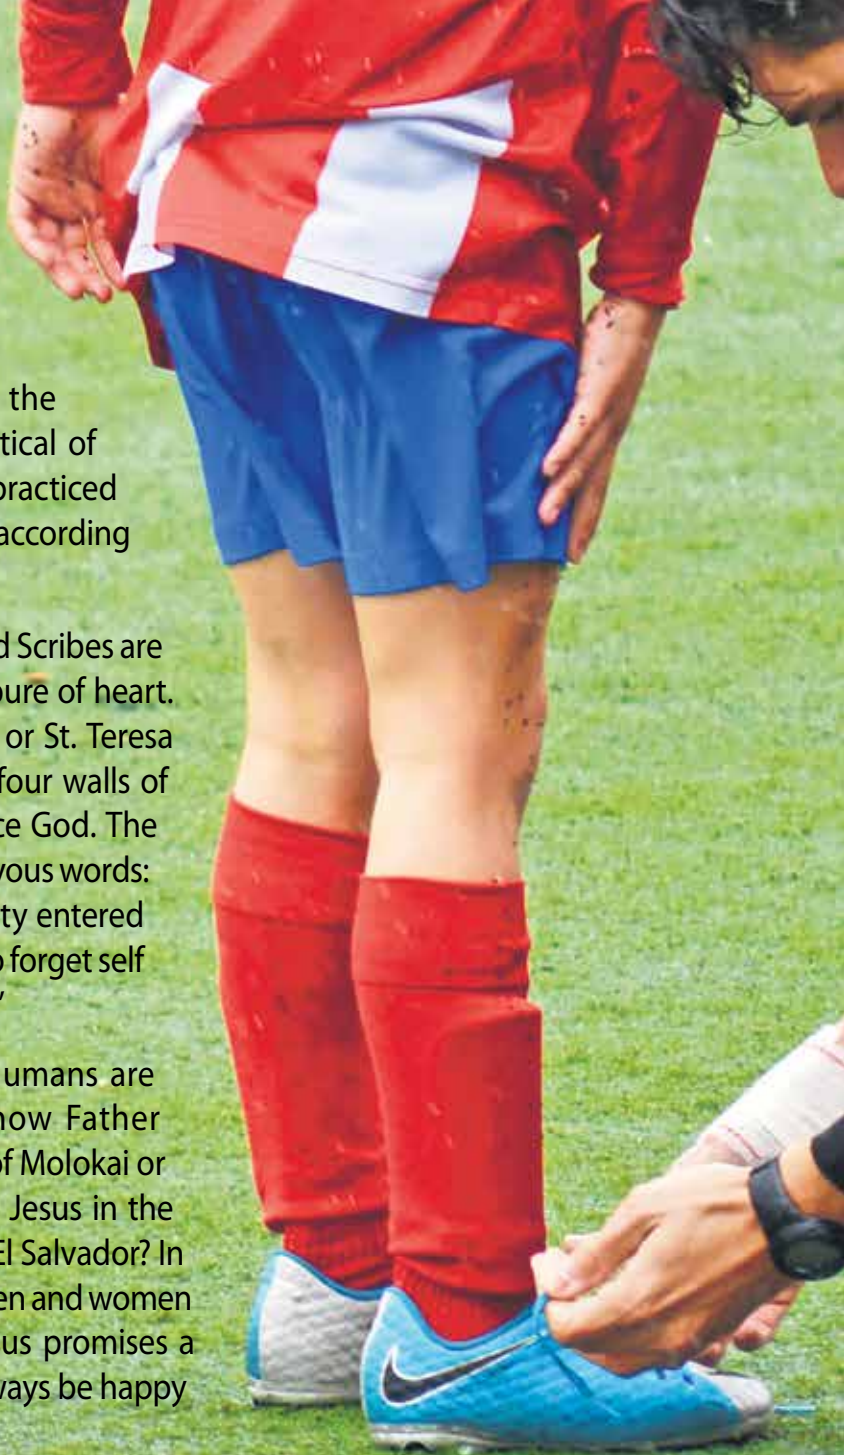 the
tical of
practiced
according
d Scribes are
pure of heart.
or St. Teresa
four walls of
ce God. The
vous words:
ty entered
o forget self
”
umans are
now Father
of Molokai or
Jesus in the
El Salvador? In
en and women
us promises a
ways be happy